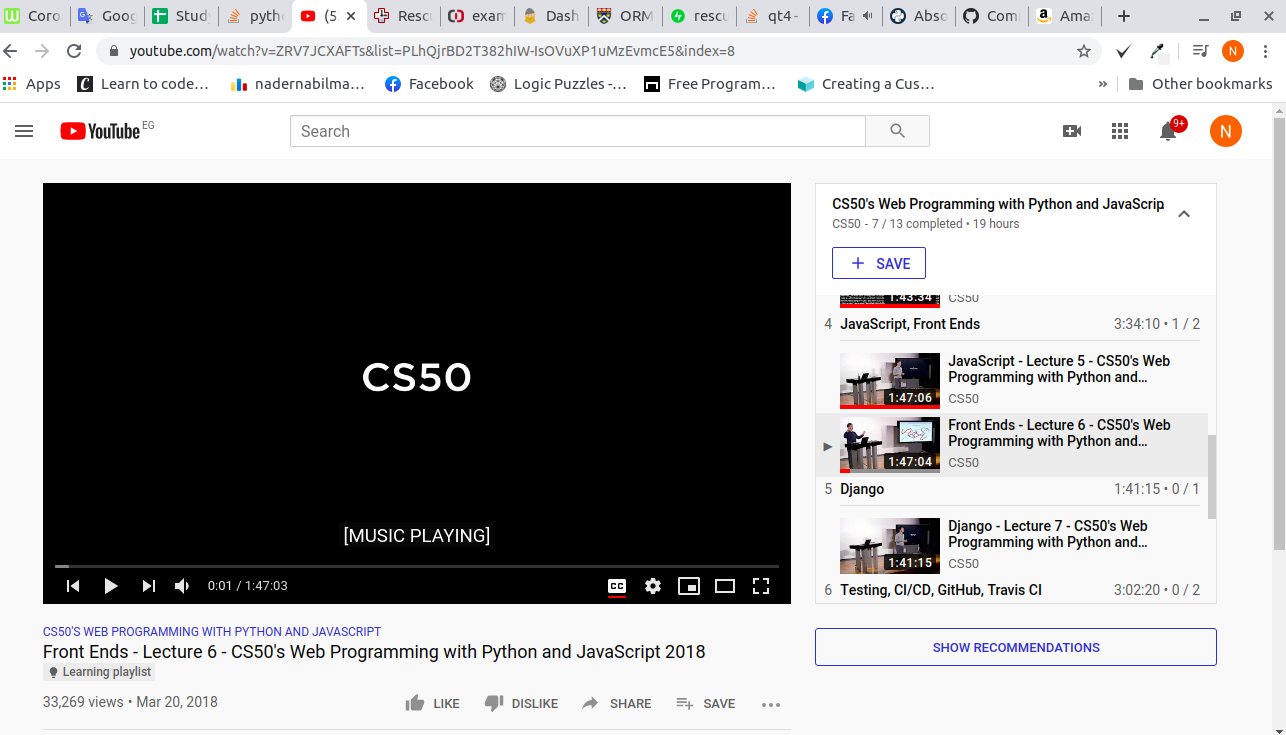 Coro
Goog
Study
pytho
(5
Rescu
exam
Dash
ORM
rescu
qt4 -
Fa
Abso
Com
Amaz
youtube.com/watch?v=ZRV7JCXAFTs&list=PLhQjrBD2T382hIW-IsOVuXP1uMzEvmcE5&index=8
N
Apps
Learn to code…
nadernabilma…
Facebook
Logic Puzzles -…
Free Program…
Creating a Cus…
»
Other bookmarks
YouTube EG
Search
9+
N
CS50
[MUSIC PLAYING]
0:01 / 1:47:03
CC
CS50'S WEB PROGRAMMING WITH PYTHON AND JAVASCRIPT
Front Ends - Lecture 6 - CS50's Web Programming with Python and JavaScript 2018
Learning playlist
33,269 views • Mar 20, 2018
LIKE
DISLIKE
SHARE
SAVE
CS50's Web Programming with Python and JavaScrip
CS50 - 7 / 13 completed • 19 hours
+ SAVE
1:43:34
CS50
4 JavaScript, Front Ends 3:34:10 • 1 / 2
JavaScript - Lecture 5 - CS50's Web
Programming with Python and…
1:47:06
CS50
Front Ends - Lecture 6 - CS50's Web
Programming with Python and…
1:47:04
CS50
5 Django 1:41:15 • 0 / 1
Django - Lecture 7 - CS50's Web
Programming with Python and…
1:41:15
CS50
6 Testing, CI/CD, GitHub, Travis CI 3:02:20 • 0 / 2
SHOW RECOMMENDATIONS